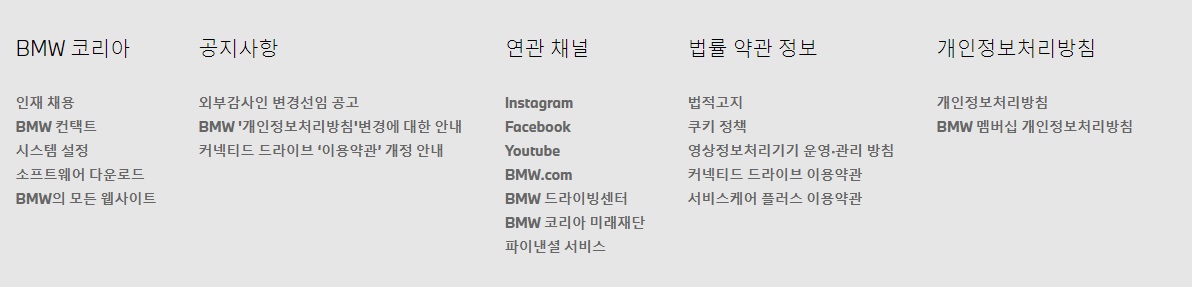 BMW 코리아
인재 채용
BMW 컨택트
시스템 설정
소프트웨어 다운로드
BMW의 모든 웹사이트
공지사항
외부감사인 변경선임 공고
BMW '개인정보처리방침'변경에 대한 안내
커넥티드 드라이브 '이용약관' 개정 안내
연관 채널
Instagram
Facebook
Youtube
BMW.com
BMW 드라이빙센터
BMW 코리아 미래재단
파이낸셜 서비스
법률 약관 정보
법적고지
쿠키 정책
영상정보처리기기 운영·관리 방침
커넥티드 드라이브 이용약관
서비스케어 플러스 이용약관
개인정보처리방침
개인정보처리방침
BMW 멤버십 개인정보처리방침